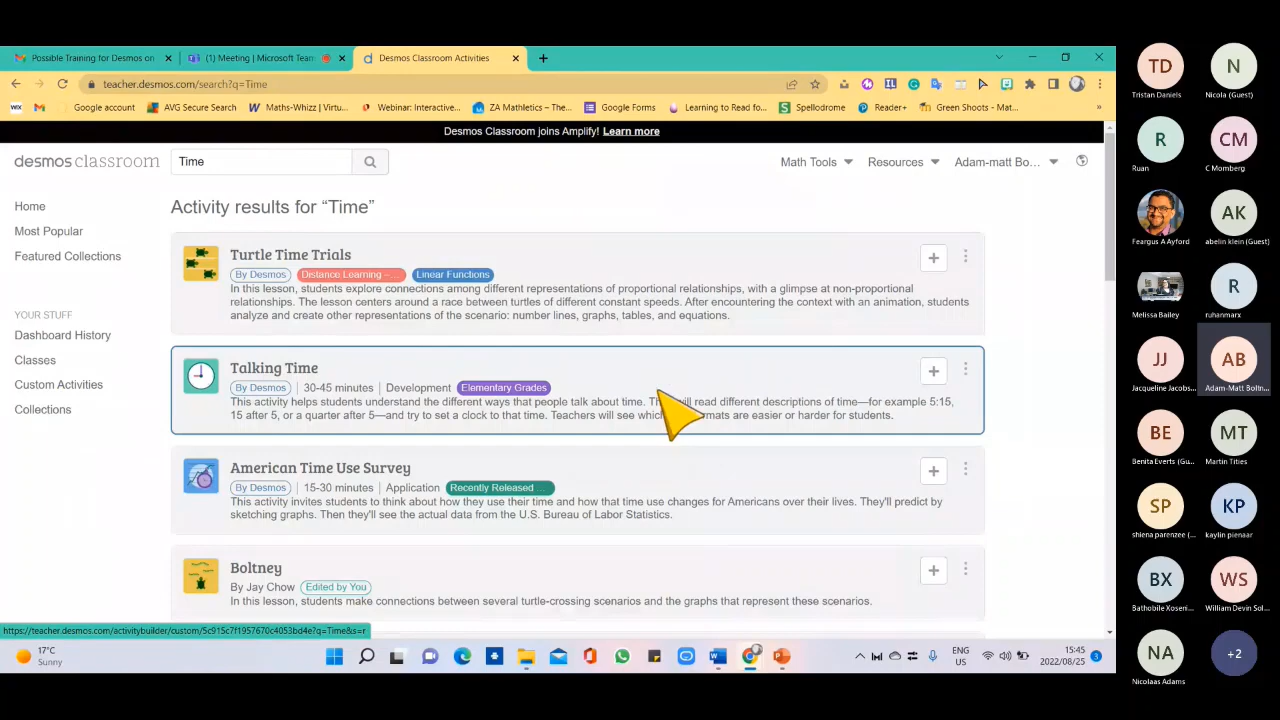 Possible Training for Desmos on
(1) Meeting | Microsoft Team
Desmos Classroom Activities
teacher.desmos.com/search?q=Time
WIX
Google account
AVG Secure Search
Maths-Whizz | Virtu...
Webinar: Interactive...
ZA Mathletics – The...
Google Forms
Learning to Read fo...
Spellodrome
Reader+
Green Shoots - Mat...
Desmos Classroom joins Amplify! Learn more
desmos classroom
Time
Math Tools
Resources
Adam-matt Bo...
Home
Most Popular
Featured Collections
YOUR STUFF
Dashboard History
Classes
Custom Activities
Collections
Activity results for “Time”
Turtle Time Trials
By Desmos Distance Learning – ... Linear Functions
In this lesson, students explore connections among different representations of proportional relationships, with a glimpse at non-proportional
relationships. The lesson centers around a race between turtles of different constant speeds. After encountering the context with an animation, students
analyze and create other representations of the scenario: number lines, graphs, tables, and equations.
Talking Time
By Desmos | 30-45 minutes | Development Elementary Grades
This activity helps students understand the different ways that people talk about time. will read different descriptions of time—for example 5:15,
15 after 5, or a quarter after 5—and try to set a clock to that time. Teachers will see are easier or harder for students.
American Time Use Survey
By Desmos | 15-30 minutes | Application Recently Released ...
This activity invites students to think about how they use their time and how that time use changes for Americans over their lives. They'll predict by
sketching graphs. Then they'll see the actual data from the U.S. Bureau of Labor Statistics.
Boltney
By Jay Chow Edited by You
In this lesson, students make connections between several turtle-crossing scenarios and the graphs that represent these scenarios.
https://teacher.desmos.com/activitybuilder/custom/5c915c7f1957670c4053bd4e?q=Time&s=r
17°C
Sunny
ENG
US
15:45
2022/08/25
3
TD
Tristan Daniels
N
Nicola (Guest)
R
Ruan
CM
C Momberg
Feargus A Ayford
AK
abelin klein (Guest)
Melissa Bailey
R
ruhanmarx
JJ
Jacqueline Jacobs...
AB
Adam-Matt Boltn...
BE
Benita Everts (Gu...
MT
Martin Tities
SP
shiena parenzee (...
KP
kaylin pienaar
BX
Bathobile Xoseni...
WS
William Devin Sol...
NA
Nicolaas Adams
+2